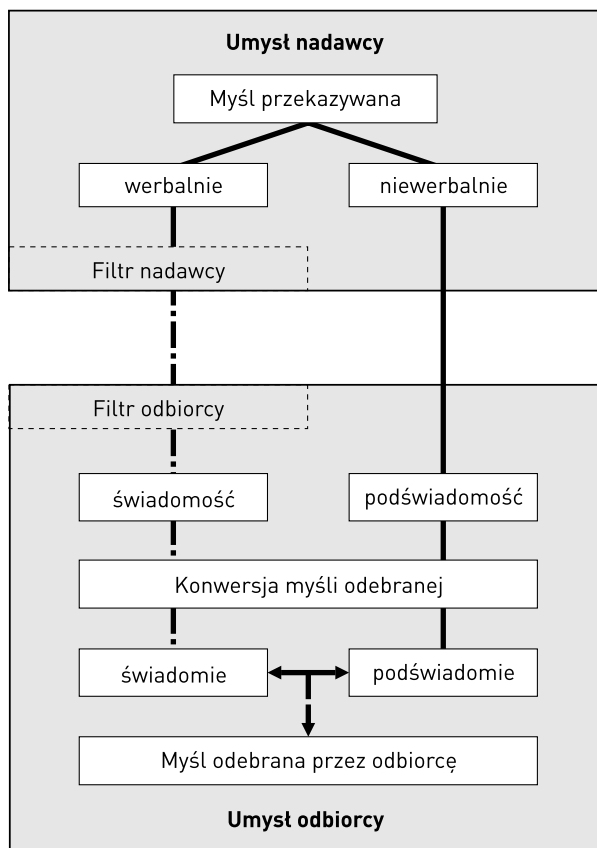 Umysł nadawcy
Myśl przekazywana
werbalnie
niewerbalnie
Filtr nadawcy
Filtr odbiorcy
świadomość
podświadomość
Konwersja myśli odebranej
świadomie
podświadomie
Myśl odebrana przez odbiorcę
Umysł odbiorcy